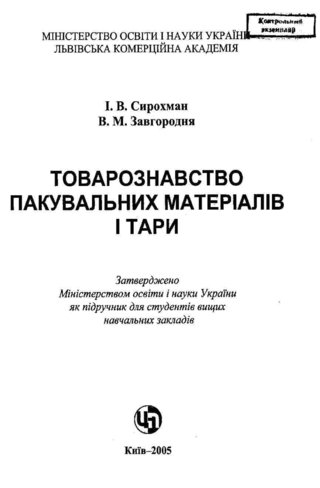 Контрольний
екземпляр
МІНІСТЕРСТВО ОСВІТИ І НАУКИ УКРАЇНИ
ЛЬВІВСЬКА КОМЕРЦІЙНА АКАДЕМІЯ
І. В. Сирохман
В. М. Завгородня
ТОВАРОЗНАВСТВО
ПАКУВАЛЬНИХ МАТЕРІАЛІВ
І ТАРИ
Затверджено
Міністерством освіти і науки України
як підручник для студентів вищих
навчальних закладів
Київ–2005